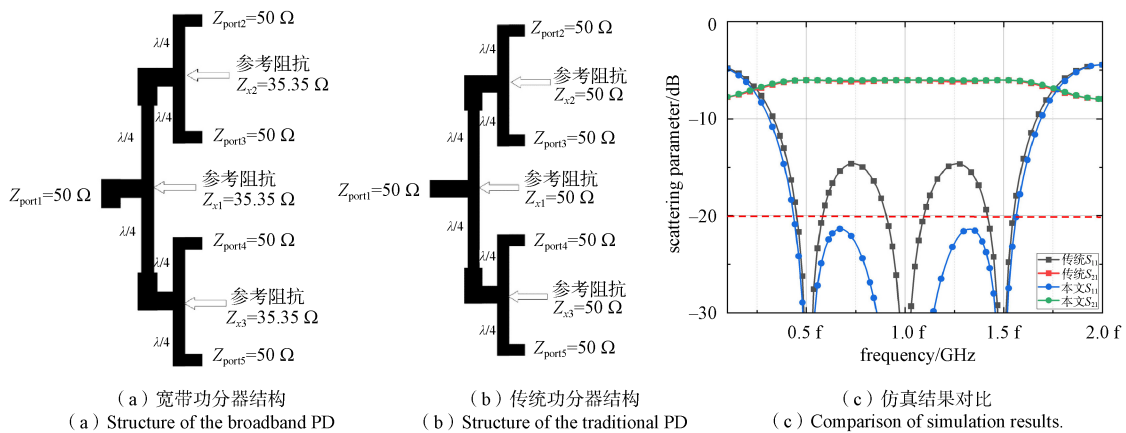 Zport2=50 Ω
λ/4
参考阻抗
Zx2=35.35 Ω
λ/4
λ/4
Zport3=50 Ω
参考阻抗
Zx1=35.35 Ω
Zport1=50 Ω
λ/4
Zport4=50 Ω
λ/4
参考阻抗
Zx3=35.35 Ω
λ/4
Zport5=50 Ω
(a)宽带功分器结构
(a) Structure of the broadband PD
Zport2=50 Ω
λ/4
参考阻抗
Zx2=50 Ω
λ/4
λ/4
Zport3=50 Ω
参考阻抗
Zx1=50 Ω
Zport1=50 Ω
λ/4
Zport4=50 Ω
λ/4
参考阻抗
Zx3=50 Ω
λ/4
Zport5=50 Ω
(b)传统功分器结构
(b) Structure of the traditional PD
0
−10
−20
−30
scattering parameter/dB
传统S11
传统S21
本文S11
本文S21
0.5 f
1.0 f
1.5 f
2.0 f
frequency/GHz
(c)仿真结果对比
(c) Comparison of simulation results.